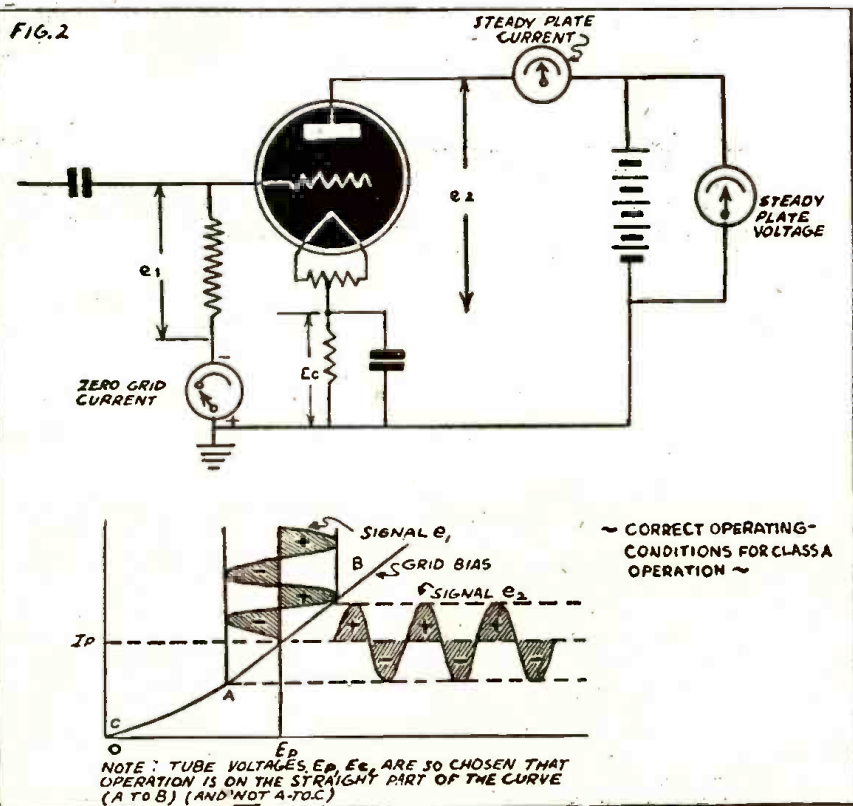 FIG.2
STEADY PLATE
CURRENT
e1
e2
STEADY
PLATE
VOLTAGE
Ec
-
ZERO GRID
CURRENT
+
SIGNAL e1
B
GRID BIAS
SIGNAL e2
+
-
+
-
+ + +
- - -
IP
A
C
O
EP
~ CORRECT OPERATING-
CONDITIONS FOR CLASS A
OPERATION ~
NOTE: TUBE VOLTAGES, EP, EC, ARE SO CHOSEN THAT
OPERATION IS ON THE STRAIGHT PART OF THE CURVE
(A TO B) (AND NOT A-TO.C)